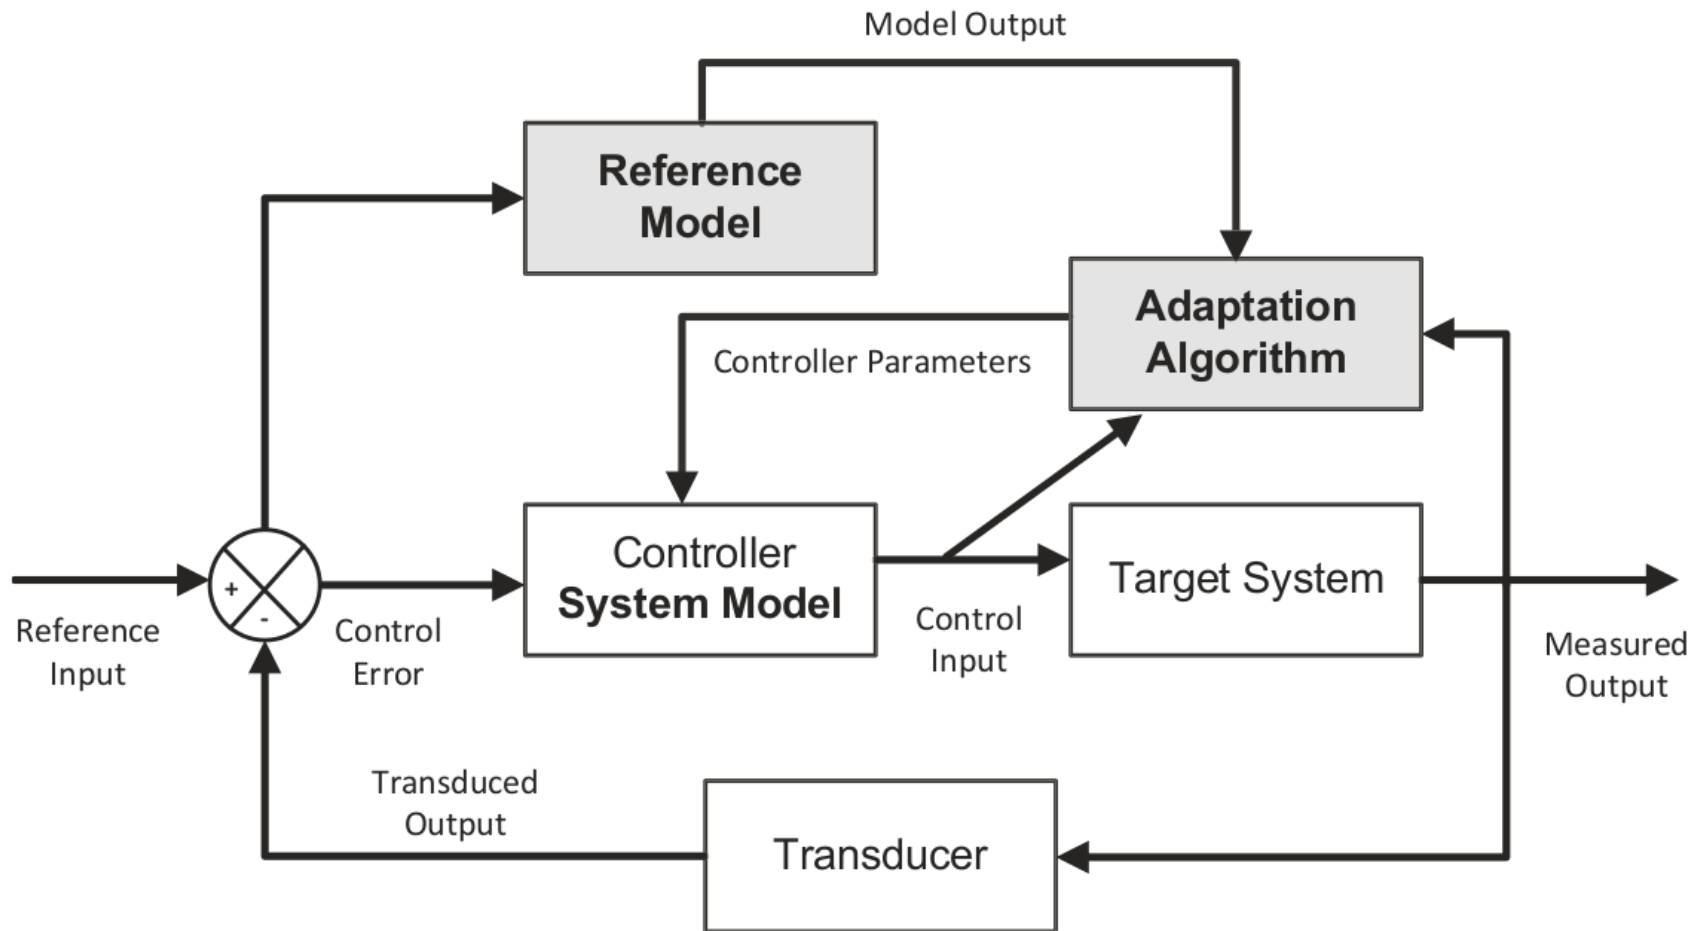 Model Output
Reference
Model
Adaptation
Algorithm
Controller Parameters
Controller
System Model
Target System
+
-
Reference
Input
Control
Error
Control
Input
Measured
Output
Transduced
Output
Transducer